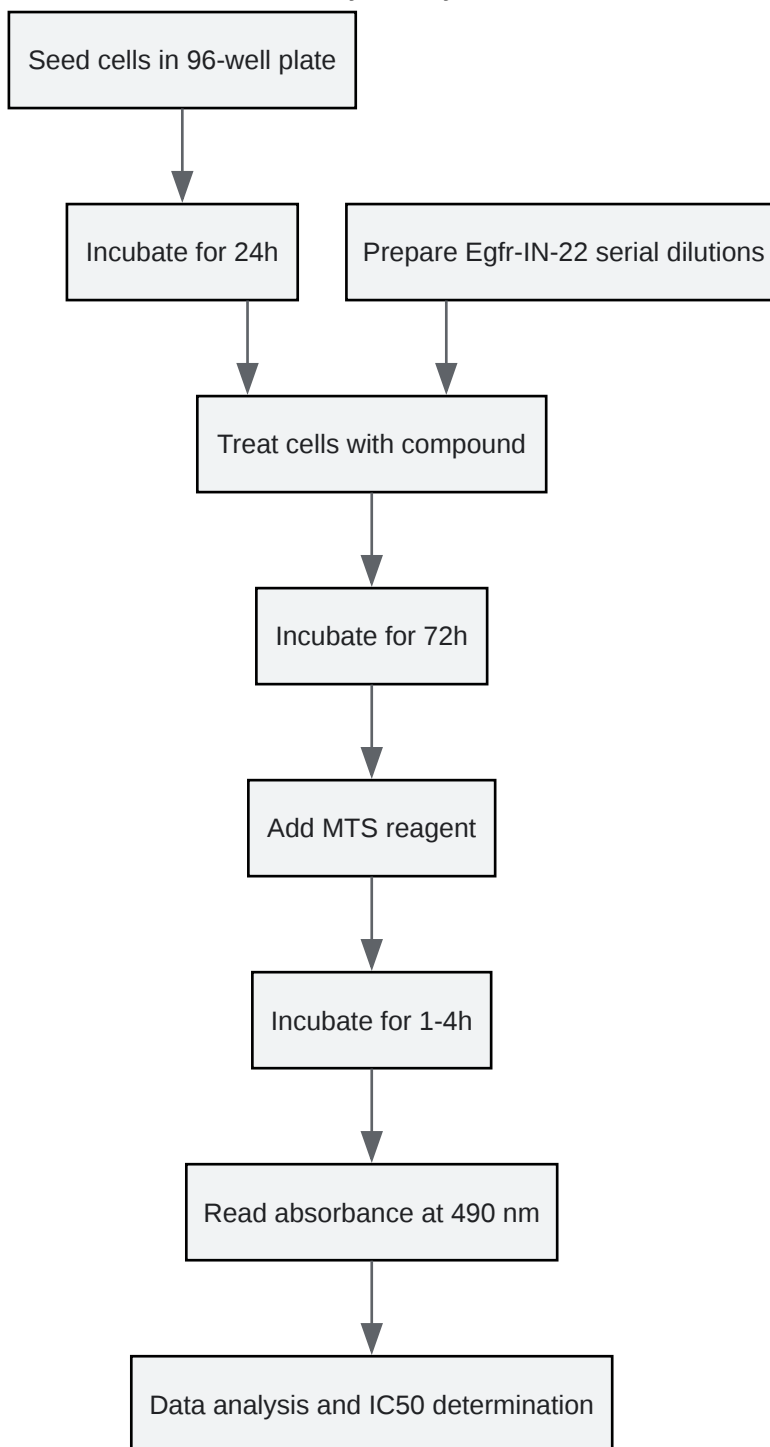 Seed cells in 96-well plate
Incubate for 24h
Prepare Egfr-IN-22 serial dilutions
Treat cells with compound
Incubate for 72h
Add MTS reagent
Incubate for 1-4h
Read absorbance at 490 nm
Data analysis and IC50 determination